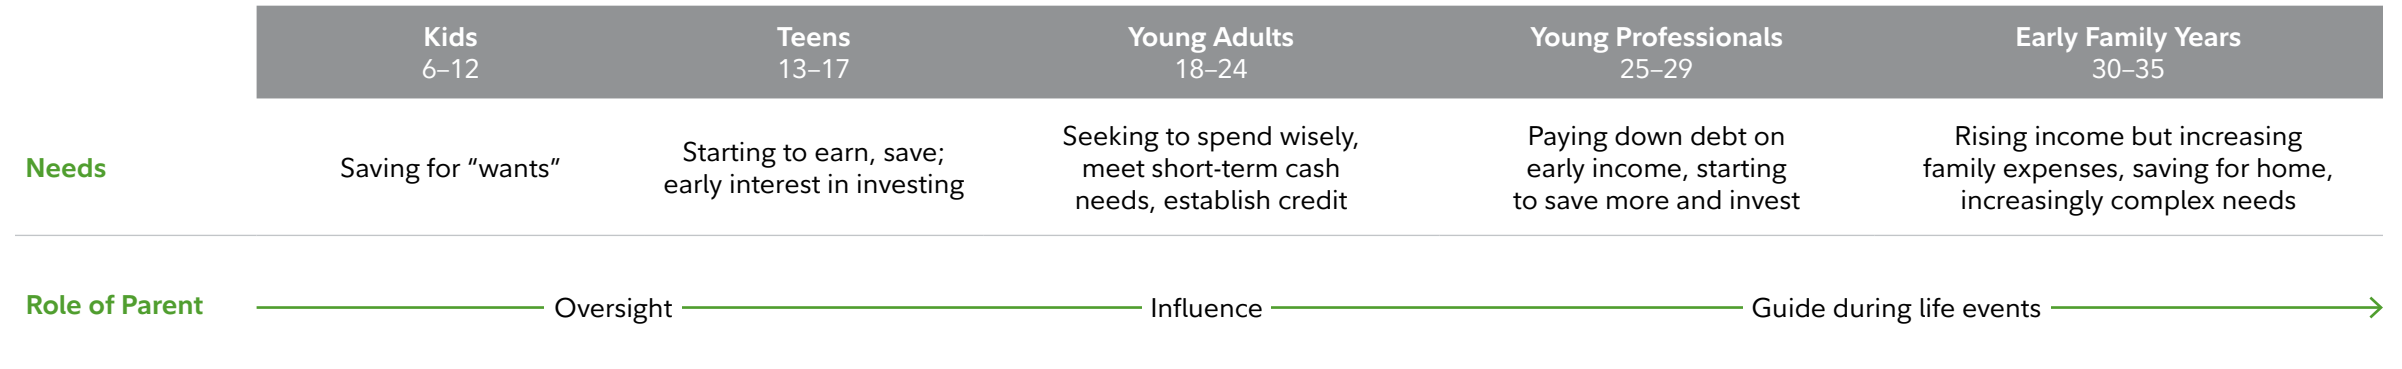 Kids
6–12
Teens
13–17
Young Adults
18–24
Young Professionals
25–29
Early Family Years
30–35
Needs
Saving for “wants”
Starting to earn, save;
early interest in investing
Seeking to spend wisely,
meet short-term cash
needs, establish credit
Paying down debt on
early income, starting
to save more and invest
Rising income but increasing
family expenses, saving for home,
increasingly complex needs
Role of Parent
Oversight
Influence
Guide during life events